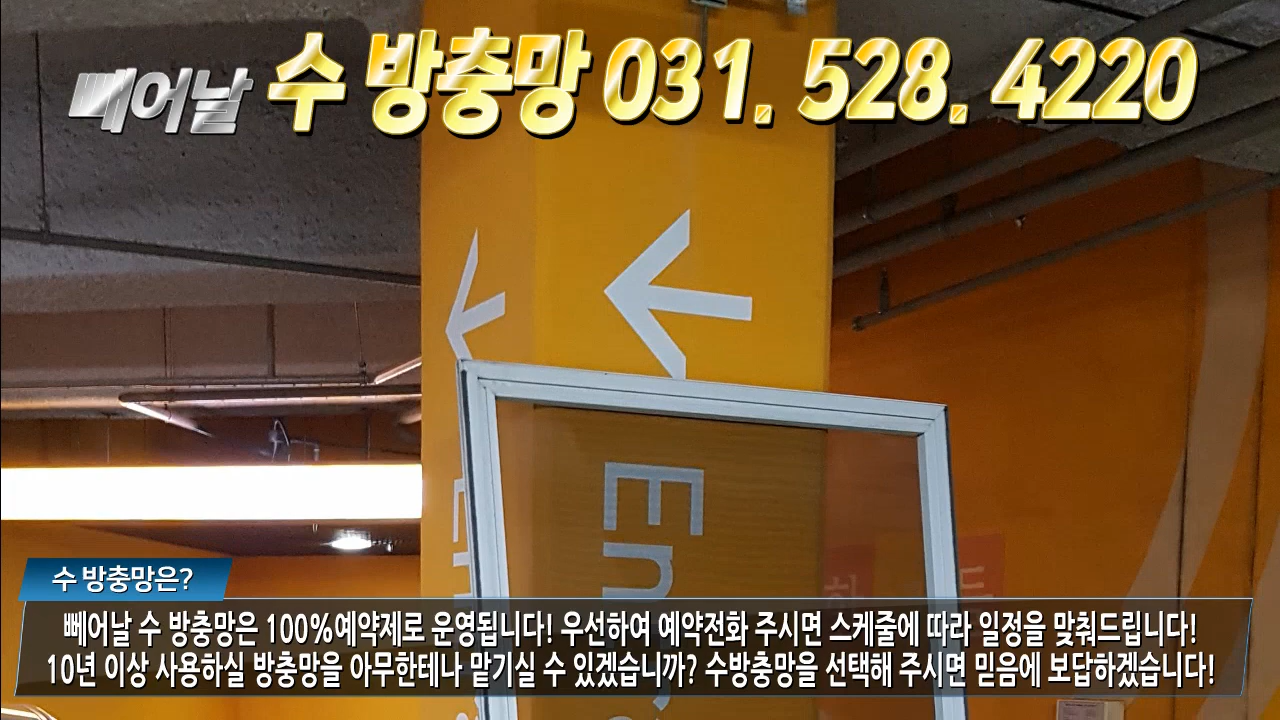 빼어날 수 방충망 031. 528. 4220
En
수 방충망은?
빼어날 수 방충망은 100%예약제로 운영됩니다! 우선하여 예약전화 주시면 스케줄에 따라 일정을 맞춰드립니다!
10년 이상 사용하실 방충망을 아무한테나 맡기실 수 있겠습니까? 수방충망을 선택해 주시면 믿음에 보답하겠습니다!